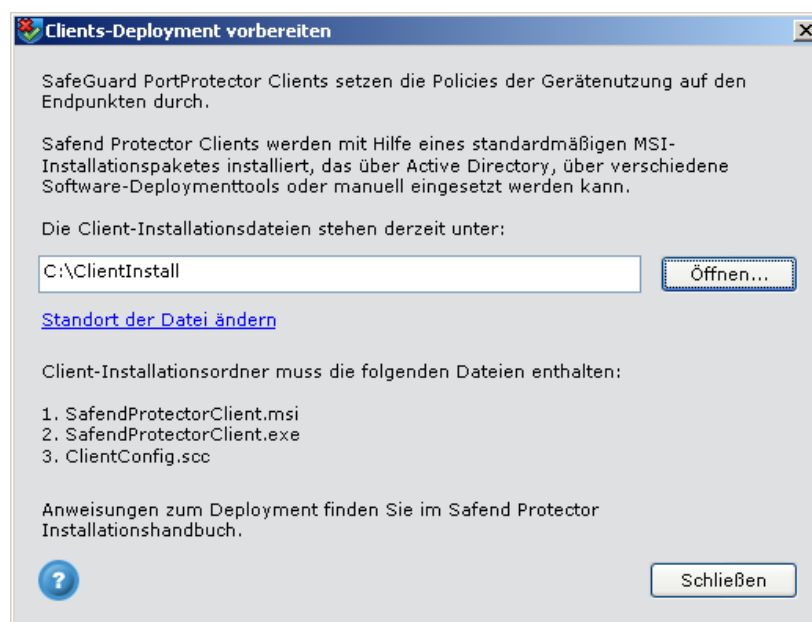 Clients-Deployment vorbereiten
SafeGuard PortProtector Clients setzen die Policies der Gerätenutzung auf den
Endpunkten durch.
Safend Protector Clients werden mit Hilfe eines standardmäßigen MSI-
Installationspaketes installiert, das über Active Directory, über verschiedene
Software-Deploymenttools oder manuell eingesetzt werden kann.
Die Client-Installationsdateien stehen derzeit unter:
C:\ClientInstall
Öffnen...
Standort der Datei ändern
Client-Installationsordner muss die folgenden Dateien enthalten:
1. SafendProtectorClient.msi
2. SafendProtectorClient.exe
3. ClientConfig.scc
Anweisungen zum Deployment finden Sie im Safend Protector
Installationshandbuch.
?
Schließen